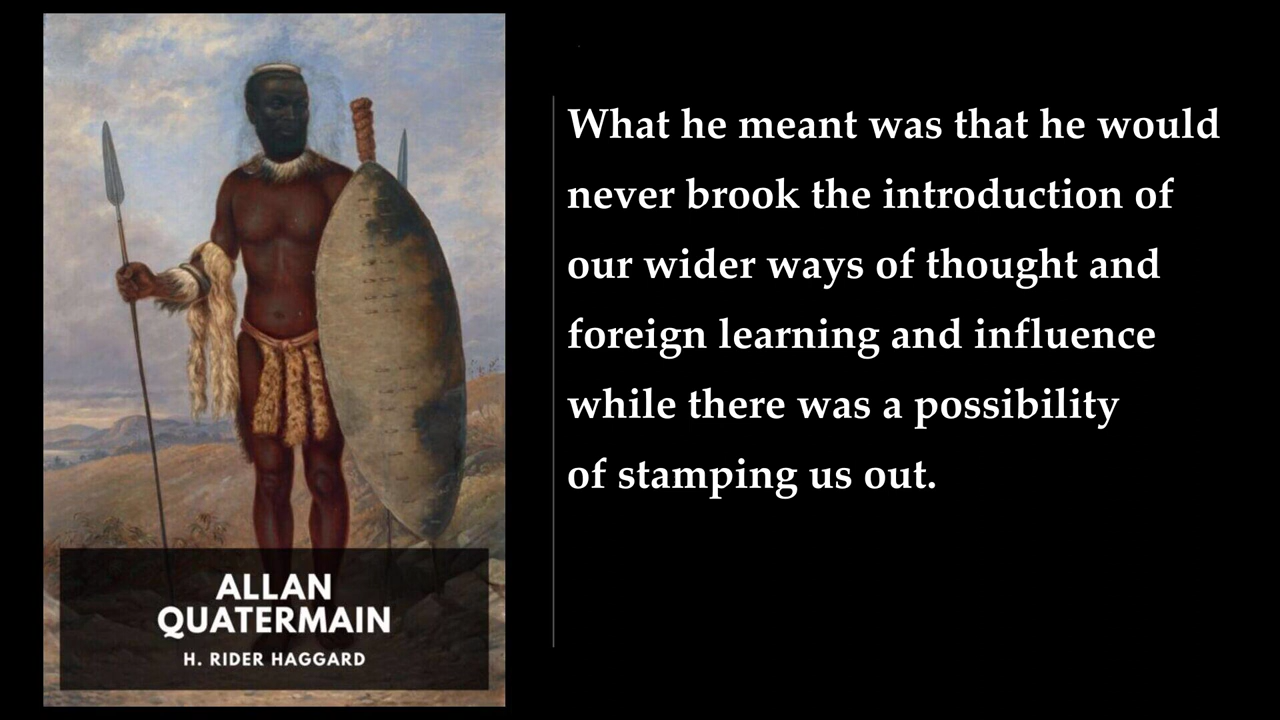 ALLAN
QUATERMAIN
H. RIDER HAGGARD
What he meant was that he would
never brook the introduction of
our wider ways of thought and
foreign learning and influence
while there was a possibility
of stamping us out.